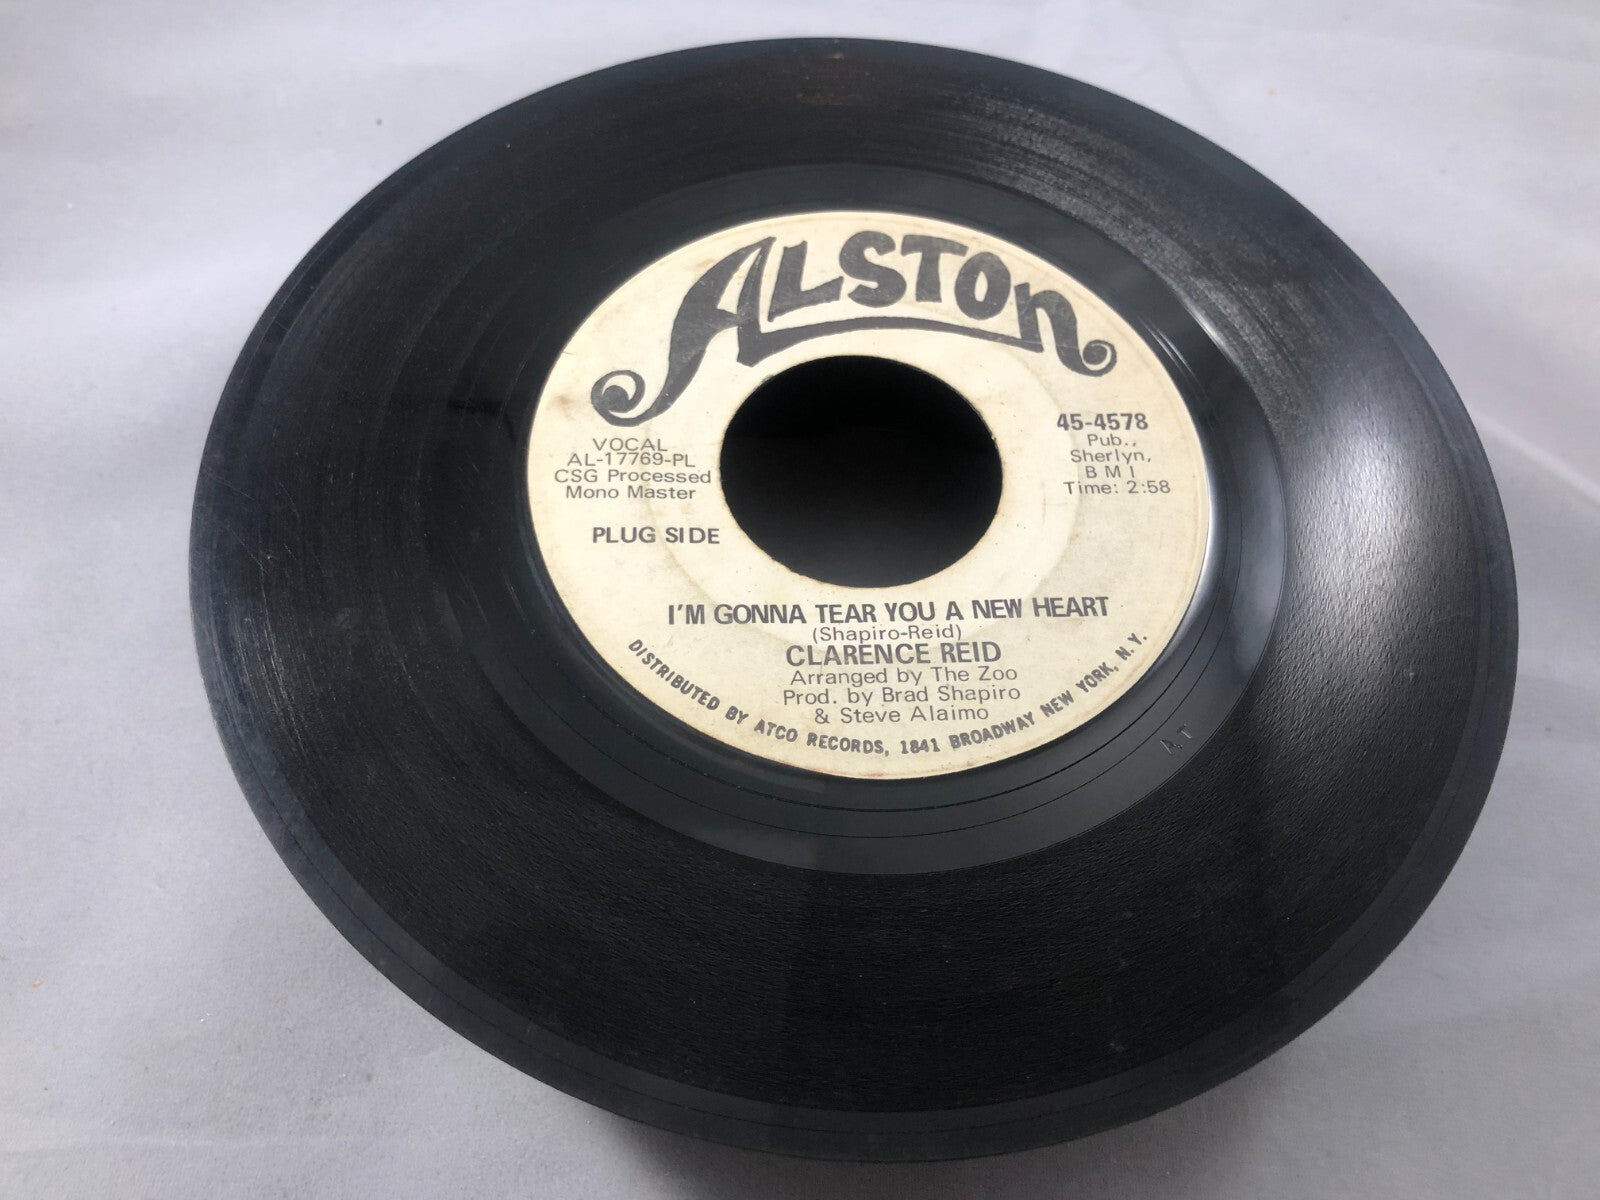 ALSTON
VOCAL
AL-17769-PL
CSG Processed
Mono Master
PLUG SIDE
45-4578
Pub.,
Sherlyn,
B M I
Time: 2:58
I'M GONNA TEAR YOU A NEW HEART
(Shapiro-Reid)
CLARENCE REID
Arranged by The Zoo
Prod. by Brad Shapiro
& Steve Alaimo
DISTRIBUTED BY ATCO RECORDS, 1841 BROADWAY NEW YORK, N.Y.
AT